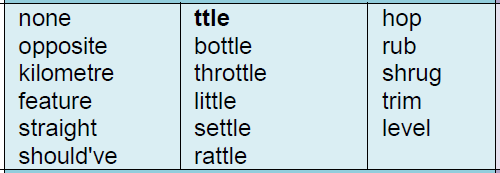 none
opposite
kilometre
feature
straight
should've
ttle
bottle
throttle
little
settle
rattle
hop
rub
shrug
trim
level